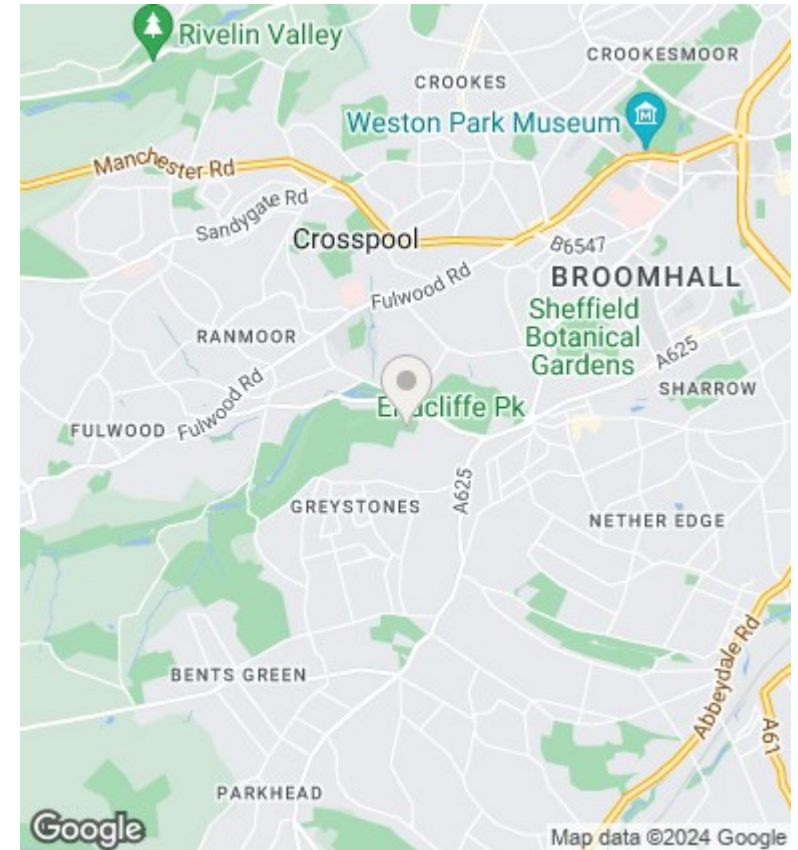 Rivelin Valley
CROOKESMOOR
CROOKES
Weston Park Museum
Manchester Rd
Sandygate Rd
Crosspool
B6547
BROOMHALL
Fulwood Rd
Sheffield
Botanical
Gardens
RANMOOR
A625
SHARROW
Fulwood Rd
Pk
FULWOOD
A625
GREYSTONES
NETHER EDGE
Abbeydale Rd
BENTS GREEN
A61
PARKHEAD
Google
Map data ©2024 Google